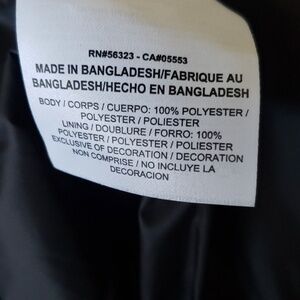 RN#56323 - CA#05553
MADE IN BANGLADESH/FABRIQUE AU
BANGLADESH/HECHO EN BANGLADESH
BODY / CORPS / CUERPO: 100% POLYESTER /
POLYESTER / POLIESTER
LINING / DOUBLURE / FORRO: 100%
POLYESTER / POLYESTER / POLIESTER
EXCLUSIVE OF DECORATION / DECORATION
NON COMPRISE / NO INCLUYE LA
DECORACION